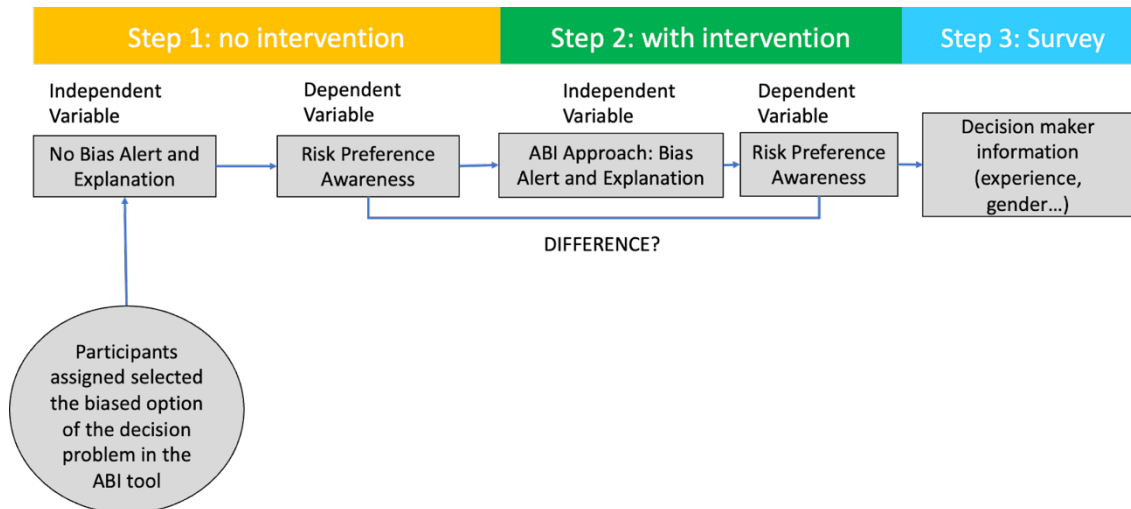 Step 1: no intervention
Step 2: with intervention
Step 3: Survey
Independent
Variable
Dependent
Variable
Independent
Variable
Dependent
Variable
No Bias Alert and
Explanation
Risk Preference
Awareness
ABI Approach: Bias
Alert and Explanation
Risk Preference
Awareness
Decision maker
information
(experience,
gender…)
DIFFERENCE?
Participants
assigned selected
the biased option
of the decision
problem in the
ABI tool